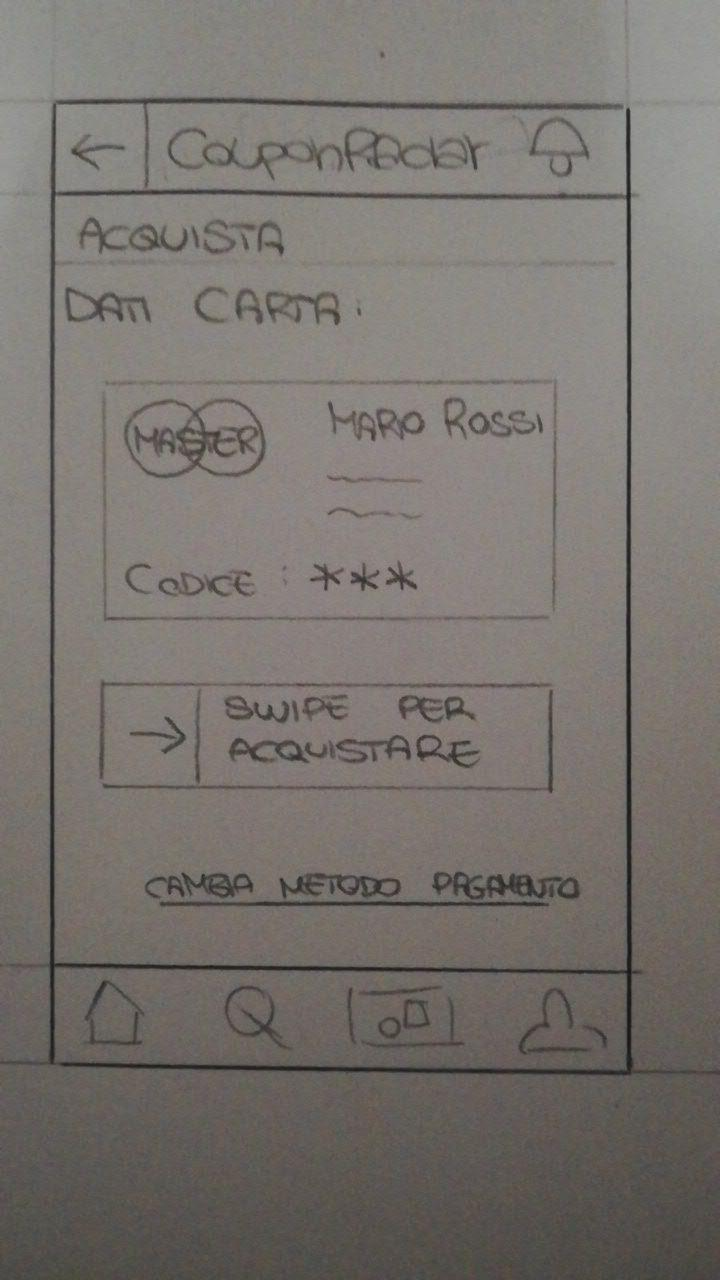 CouponRadar
ACQUISTA
DATI CARTA:
MASTER
MARIO ROSSI
CODICE : ***
SWIPE PER
ACQUISTARE
CAMBIA METODO PAGAMENTO